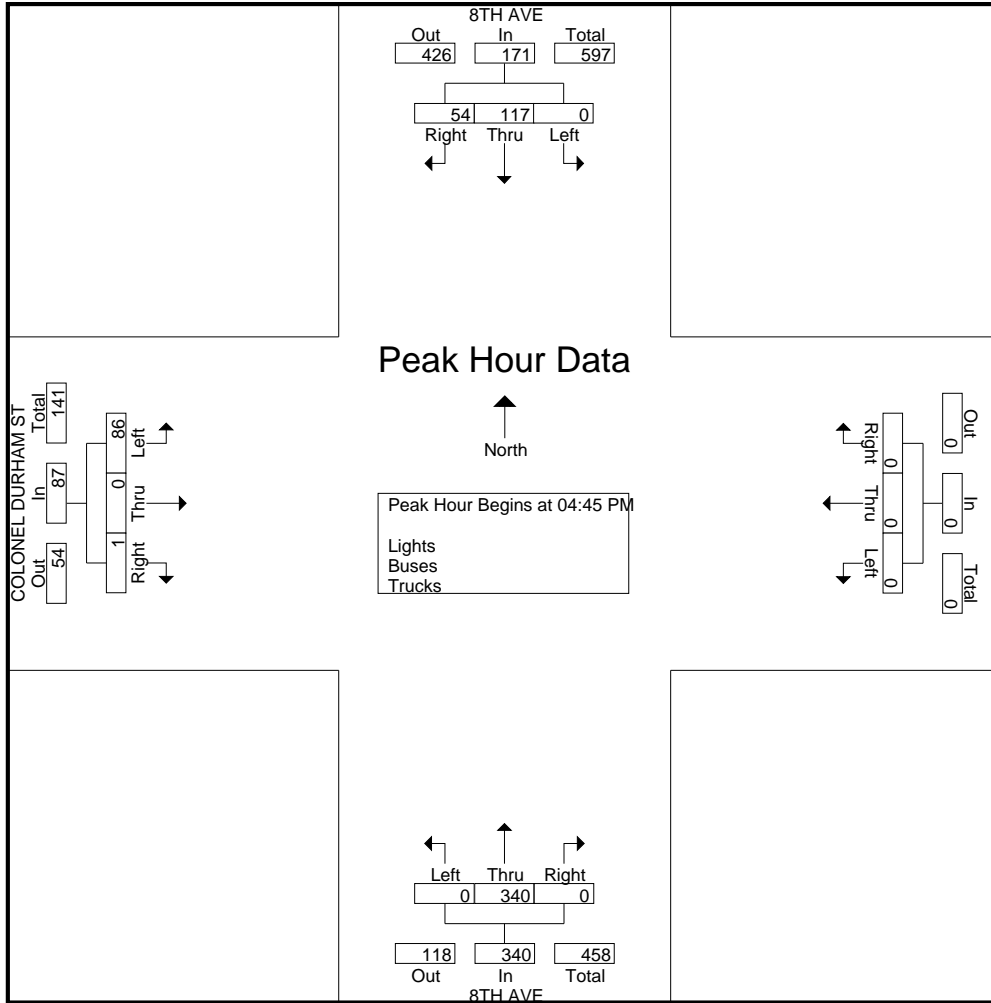 8TH AVE
Out In Total
426 171 597
54 117 0
Right Thru Left
Peak Hour Data
North
Peak Hour Begins at 04:45 PM
Lights
Buses
Trucks
COLONEL DURHAM ST
Out In Total
54 87 141
1 0 86
Right Thru Left
Right Thru Left
0 0 0
Out In Total
0 0 0
Left Thru Right
0 340 0
118 340 458
Out In Total
8TH AVE